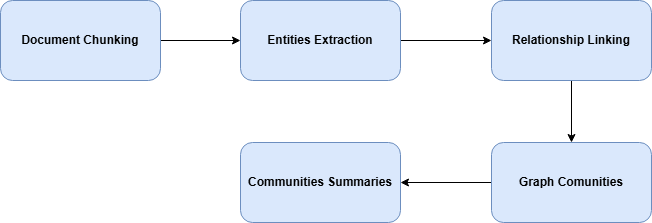 Document Chunking
Entities Extraction
Relationship Linking
Graph Comunities
Communities Summaries